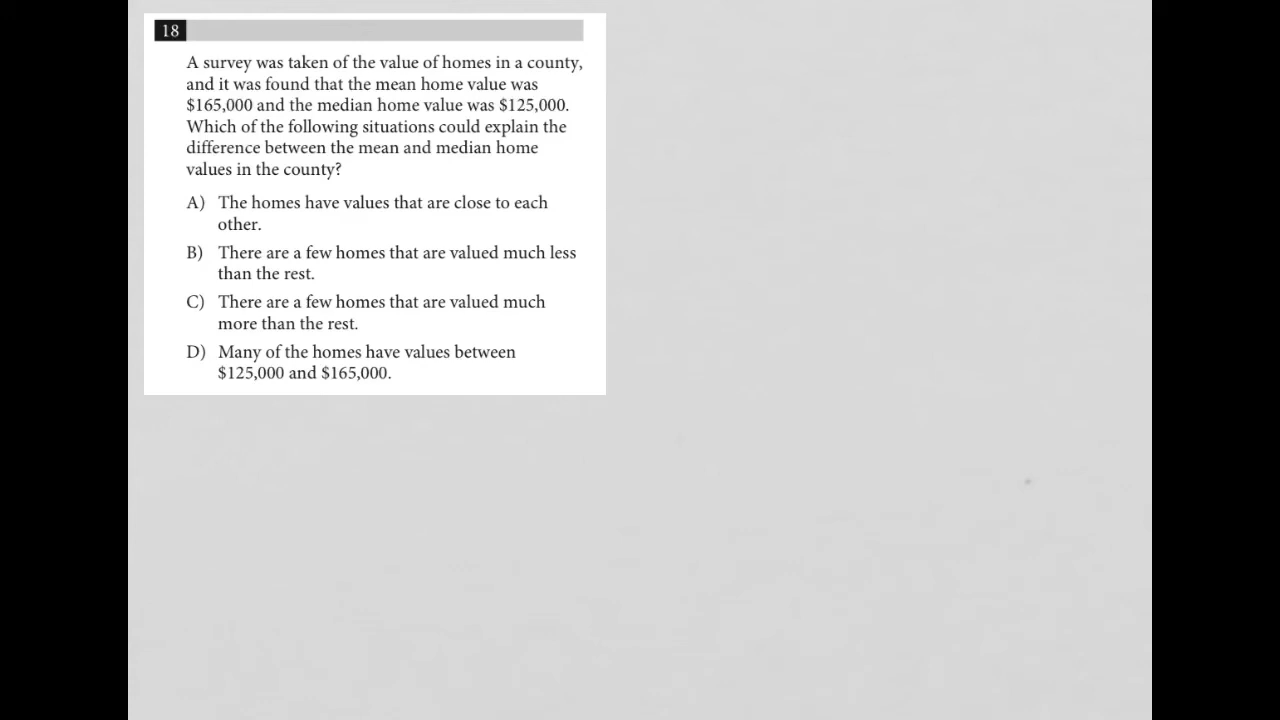 18
A survey was taken of the value of homes in a county,
and it was found that the mean home value was
$165,000 and the median home value was $125,000.
Which of the following situations could explain the
difference between the mean and median home
values in the county?
A) The homes have values that are close to each
other.
B) There are a few homes that are valued much less
than the rest.
C) There are a few homes that are valued much
more than the rest.
D) Many of the homes have values between
$125,000 and $165,000.